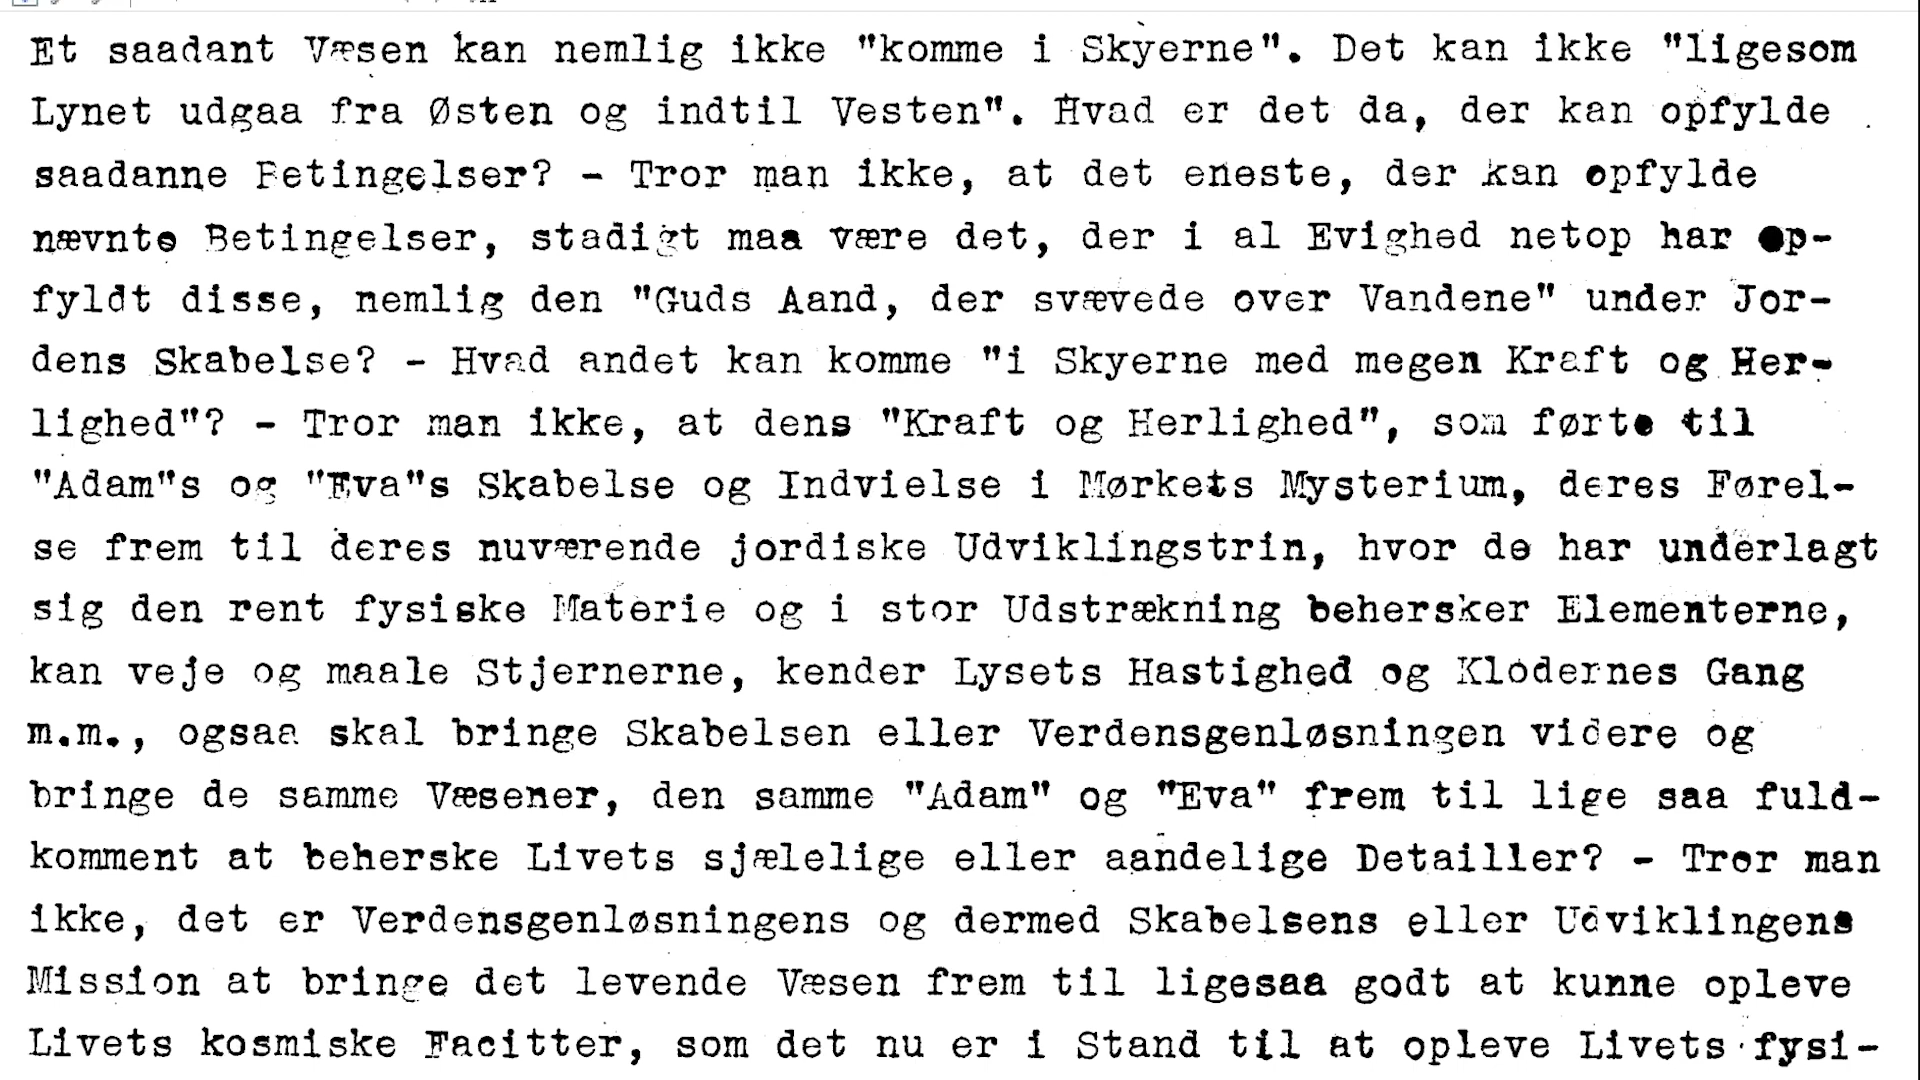 Et saadant Væsen kan nemlig ikke "komme i Skyerne". Det kan ikke "ligesom
Lynet udgaa fra Østen og indtil Vesten". Hvad er det da, der kan opfylde
saadanne Betingelser? - Tror man ikke, at det eneste, der kan opfylde
nævnte Betingelser, stadigt maa være det, der i al Evighed netop har op-
fyldt disse, nemlig den "Guds Aand, der svævede over Vandene" under Jor-
dens Skabelse? - Hvad andet kan komme "i Skyerne med megen Kraft og Her-
lighed"? - Tror man ikke, at dens "Kraft og Herlighed", som førte til
"Adam"s og "Eva"s Skabelse og Indvielse i Mørkets Mysterium, deres Førel-
se frem til deres nuværende jordiske Udviklingstrin, hvor de har underlagt
sig den rent fysiske Materie og i stor Udstrækning behersker Elementerne,
kan veje og maale Stjernerne, kender Lysets Hastighed og Klodernes Gang
m.m., ogsaa skal bringe Skabelsen eller Verdensgenløsningen videre og
bringe de samme Væsener, den samme "Adam" og "Eva" frem til lige saa fuld-
komment at beherske Livets sjælelige eller aandelige Detailler? - Tror man
ikke, det er Verdensgenløsningens og dermed Skabelsens eller Udviklingens
Mission at bringe det levende Væsen frem til ligesaa godt at kunne opleve
Livets kosmiske Facitter, som det nu er i Stand til at opleve Livets fysi-